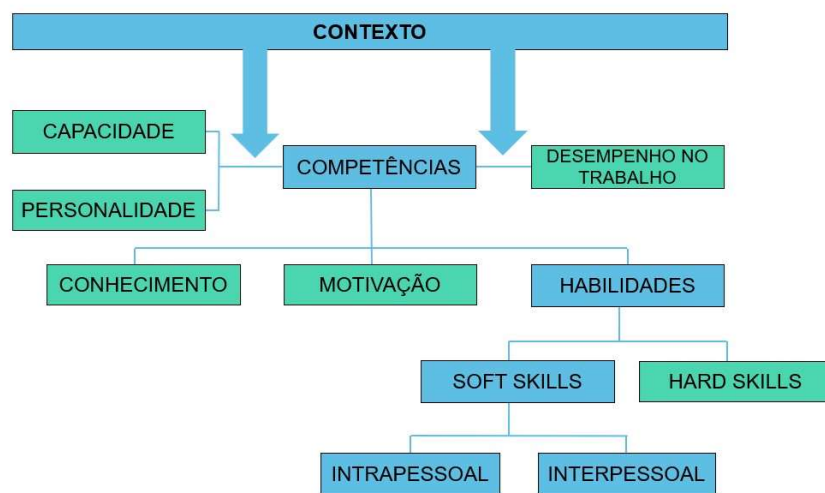 CONTEXTO
CAPACIDADE
COMPETÊNCIAS
DESEMPENHO NO
TRABALHO
PERSONALIDADE
CONHECIMENTO
MOTIVAÇÃO
HABILIDADES
SOFT SKILLS
HARD SKILLS
INTRAPESSOAL
INTERPESSOAL